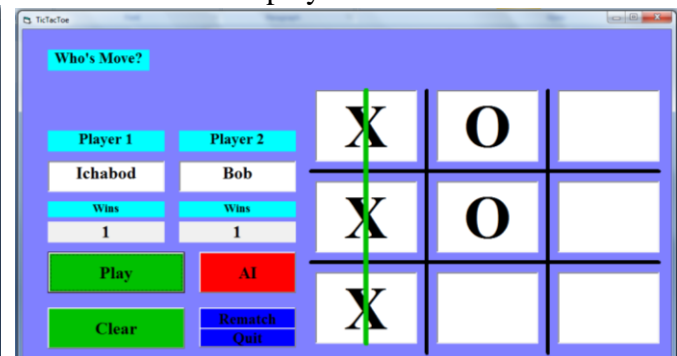 TicTacToe
Who's Move?
Player 1 Player 2
Ichabod Bob
Wins Wins
1 1
Play AI
Clear Rematch
Quit
X O
X O
X